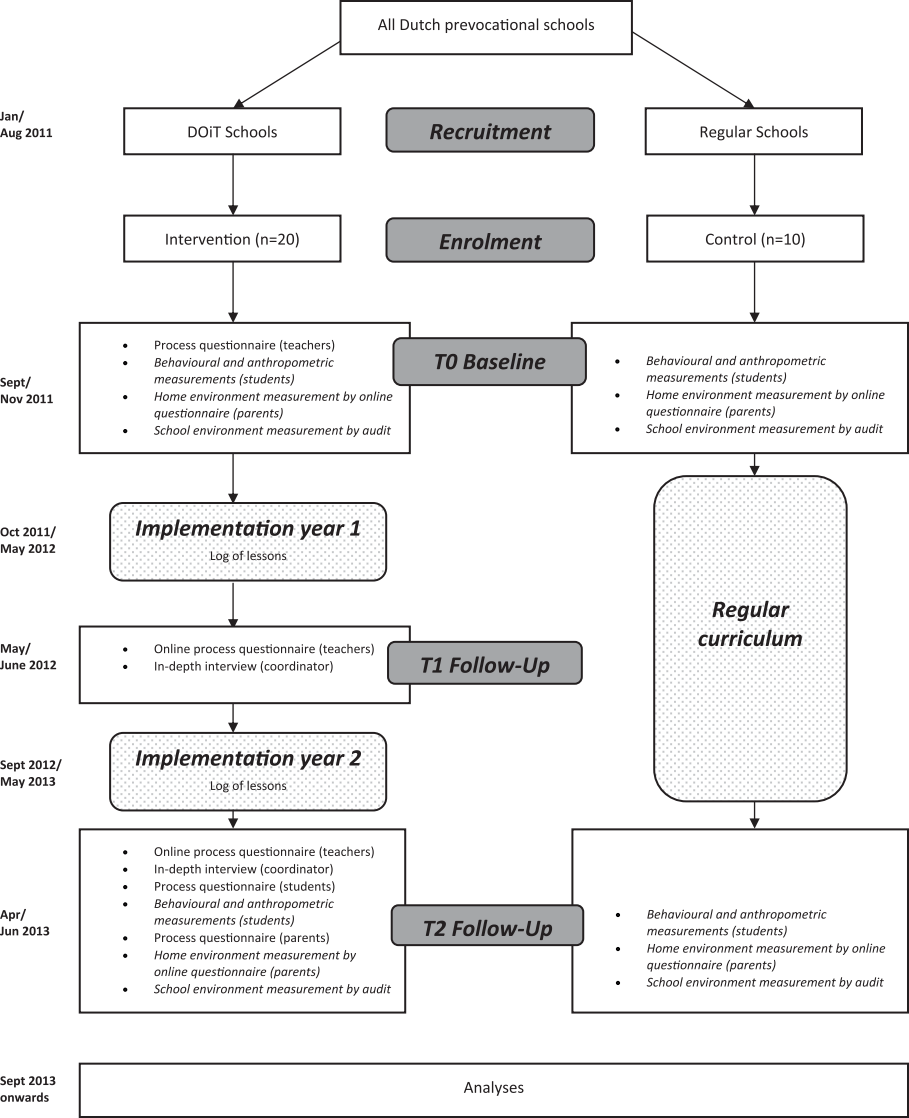 All Dutch prevocational schools
Jan/
Aug 2011
DOiT Schools
Recruitment
Regular Schools
Intervention (n=20)
Enrolment
Control (n=10)
Sept/
Nov 2011
• Process questionnaire (teachers)
• Behavioural and anthropometric
measurements (students)
• Home environment measurement by online
questionnaire (parents)
• School environment measurement by audit
T0 Baseline
• Behavioural and anthropometric
measurements (students)
• Home environment measurement by online
questionnaire (parents)
• School environment measurement by audit
Oct 2011/
May 2012
Implementation year 1
Log of lessons
Regular
curriculum
May/
June 2012
• Online process questionnaire (teachers)
• In-depth interview (coordinator)
T1 Follow-Up
Sept 2012/
May 2013
Implementation year 2
Log of lessons
Apr/
Jun 2013
• Online process questionnaire (teachers)
• In-depth interview (coordinator)
• Process questionnaire (students)
• Behavioural and anthropometric
measurements (students)
• Process questionnaire (parents)
• Home environment measurement by
online questionnaire (parents)
• School environment measurement by audit
T2 Follow-Up
• Behavioural and anthropometric
measurements (students)
• Home environment measurement by online
questionnaire (parents)
• School environment measurement by audit
Sept 2013
onwards
Analyses